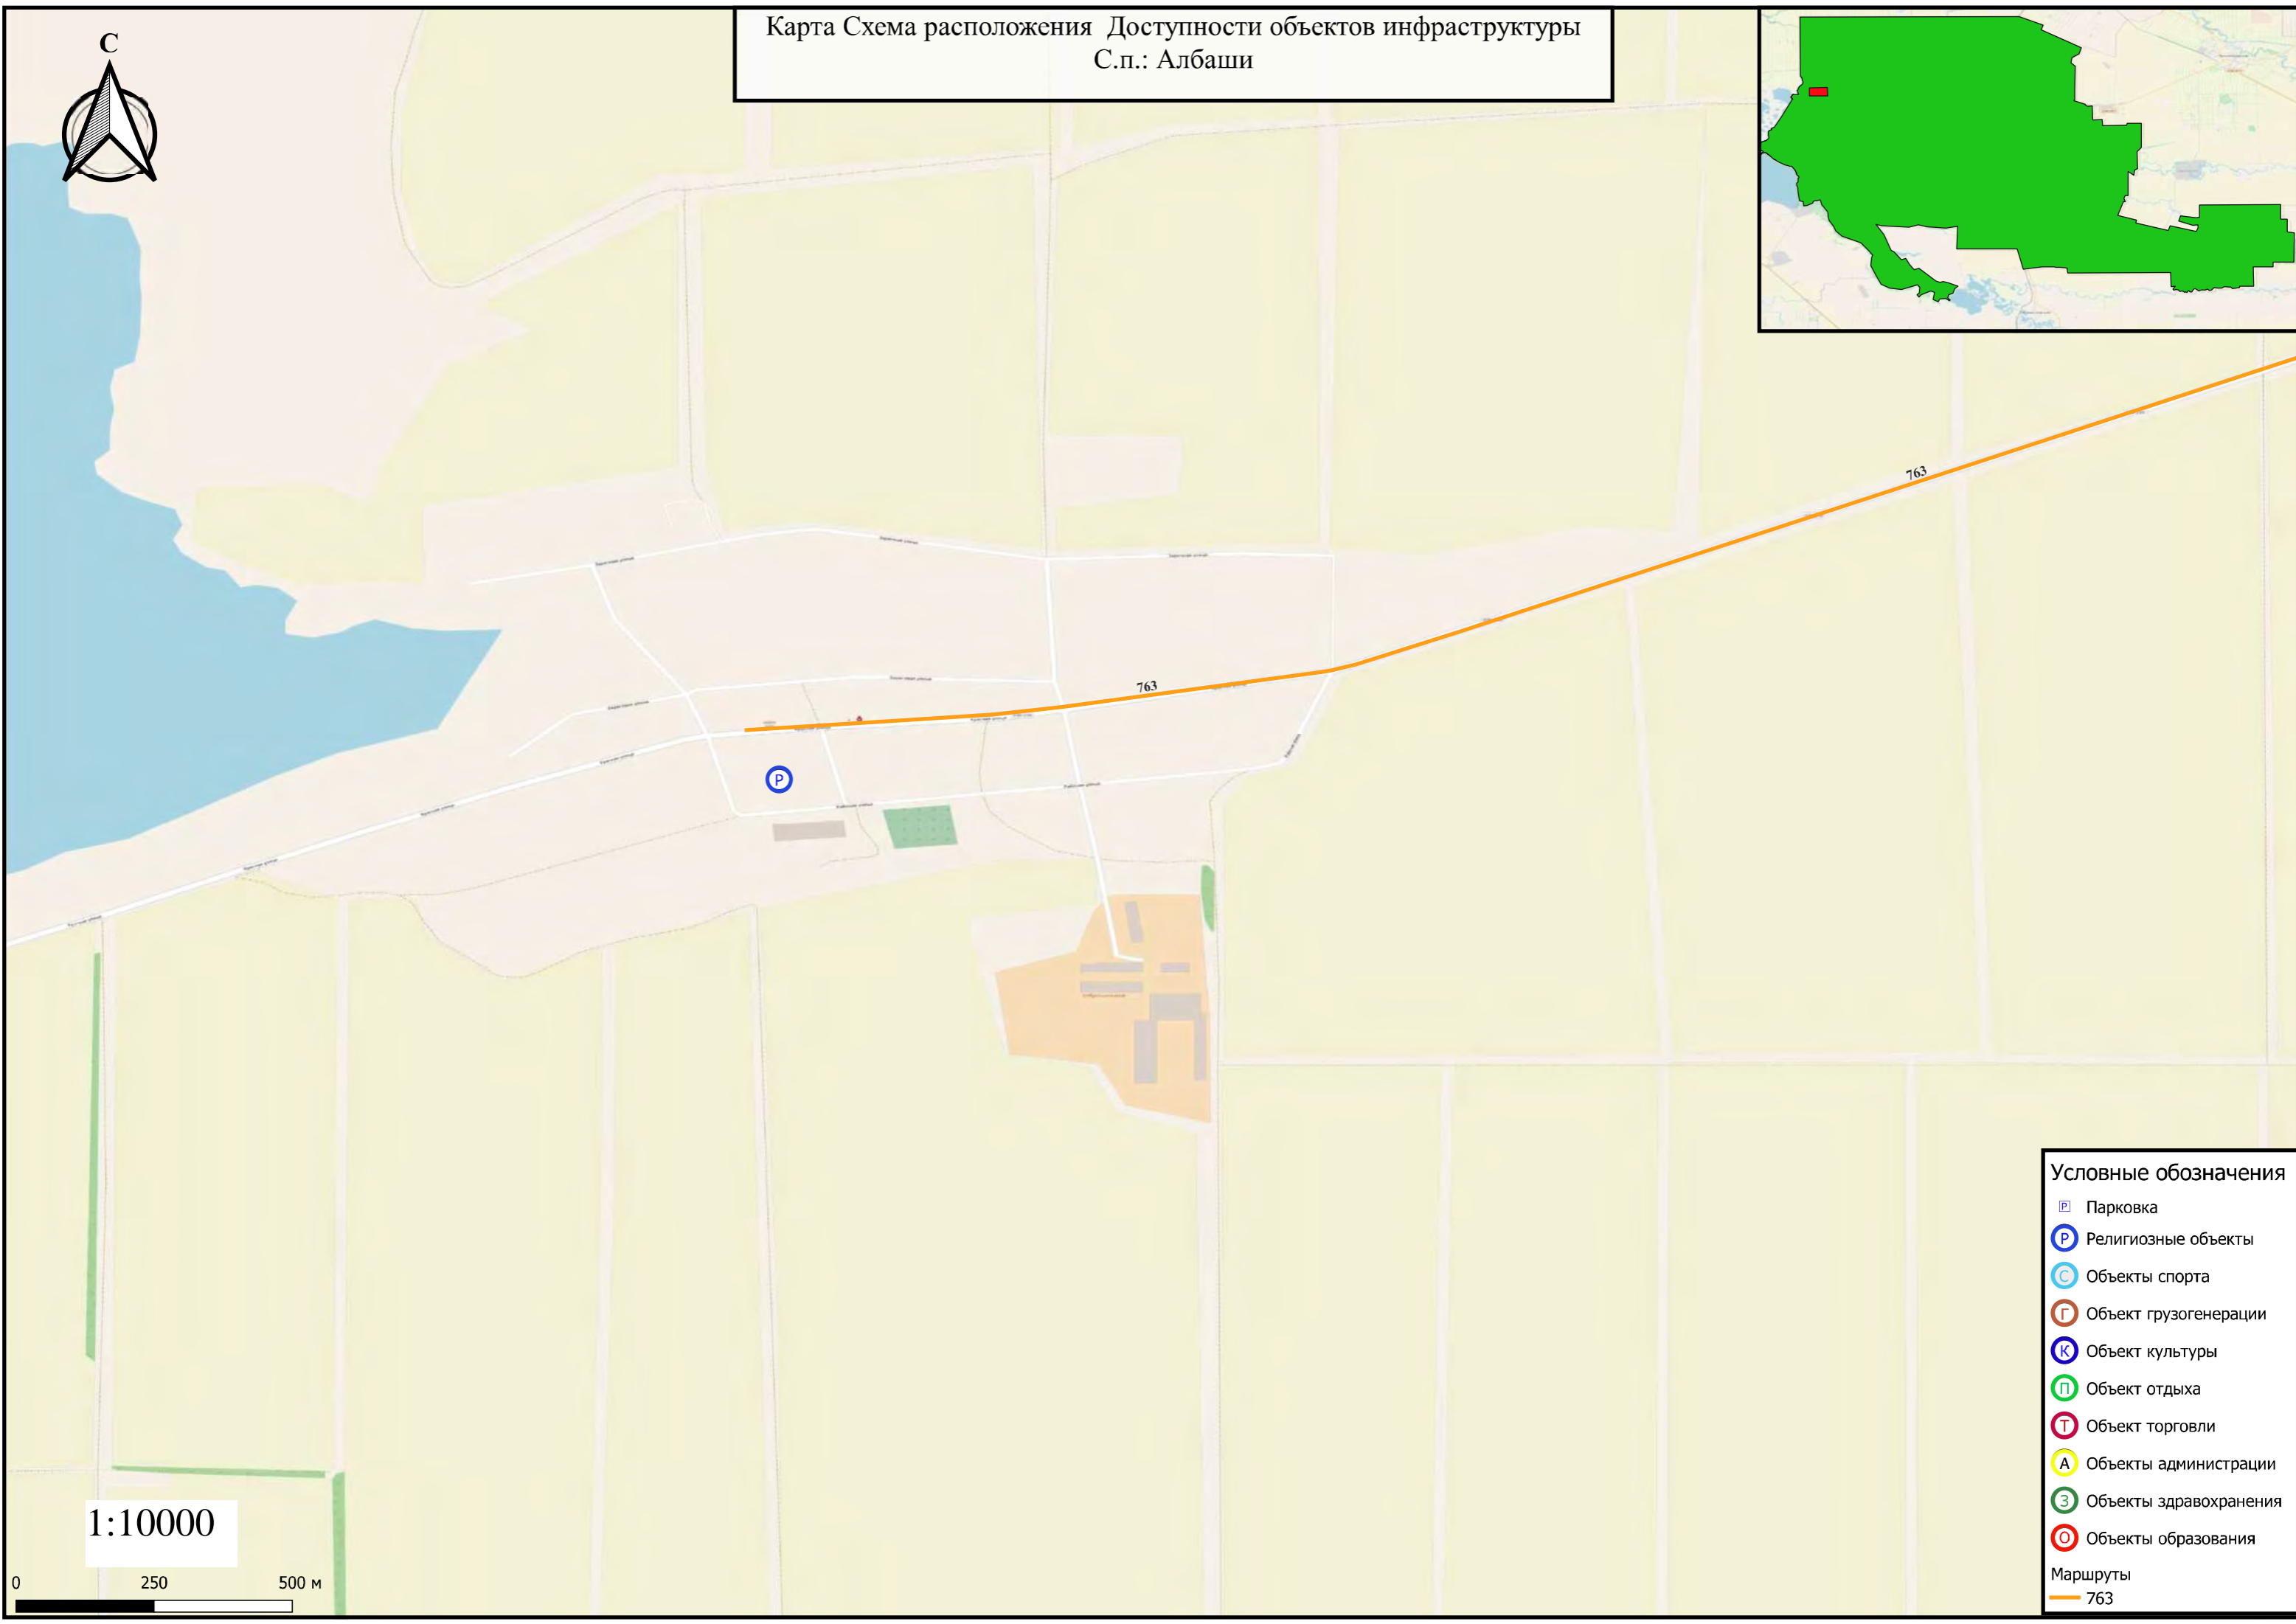 Карта Схема расположения  Доступности объектов инфраструктуры
С.п.: Албаши
С
763
763
1:10000
0 250 500 м
Условные обозначения
Р Парковка
Р Религиозные объекты
С Объекты спорта
Г Объект грузогенерации
К Объект культуры
П Объект отдыха
Т Объект торговли
А Объекты администрации
З Объекты здравохранения
О Объекты образования
Маршруты
763
Р